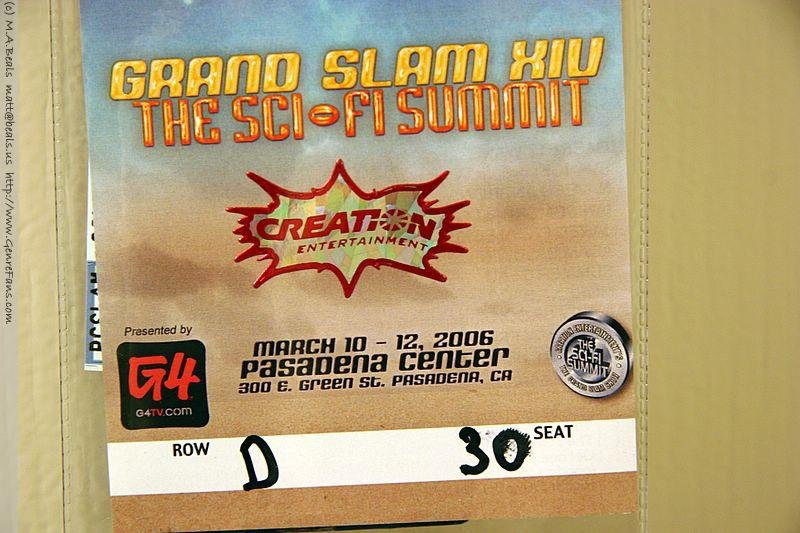 (c) M.A.Beals matt@beals.us http://www.GenreFans.com
GRAND SLAM XIV
THE SCI•FI SUMMIT
CREATION
ENTERTAINMENT
Presented by
G4
G4TV.COM
MARCH 10 - 12, 2006
Pasadena Center
300 E. Green St. Pasadena, CA
THE
SCI-FI
SUMMIT
ROW D 30 SEAT